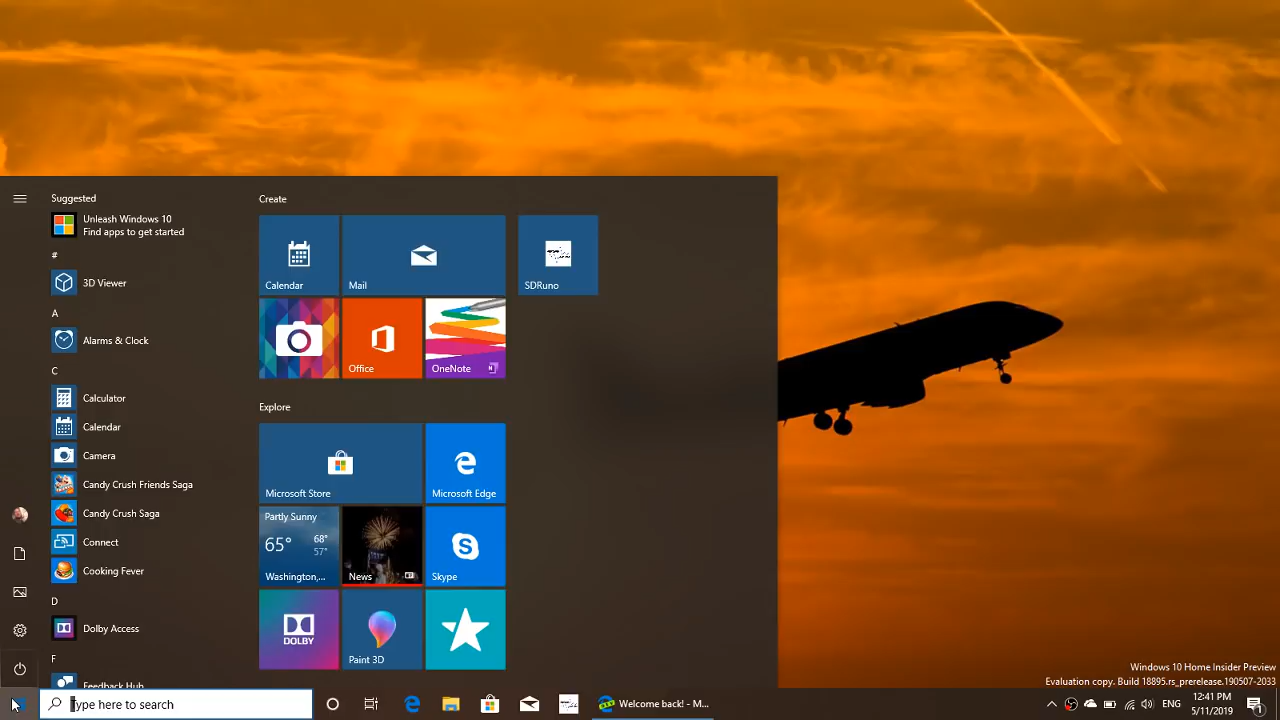 Suggested
Unleash Windows 10
Find apps to get started
#
3D Viewer
A
Alarms & Clock
C
Calculator
Calendar
Camera
Candy Crush Friends Saga
Candy Crush Saga
Connect
Cooking Fever
D
Dolby Access
F
Feedback Hub
Create
Calendar
Mail
SDRuno
Office
OneNote
Explore
Microsoft Store
Microsoft Edge
Partly Sunny
65°
68°
57°
Washington,...
News
Skype
DOLBY
Paint 3D
Windows 10 Home Insider Preview
Evaluation copy. Build 18895.rs_prerelease.190507-2033
Type here to search
Welcome back! - M...
ENG
12:41 PM
5/11/2019
1